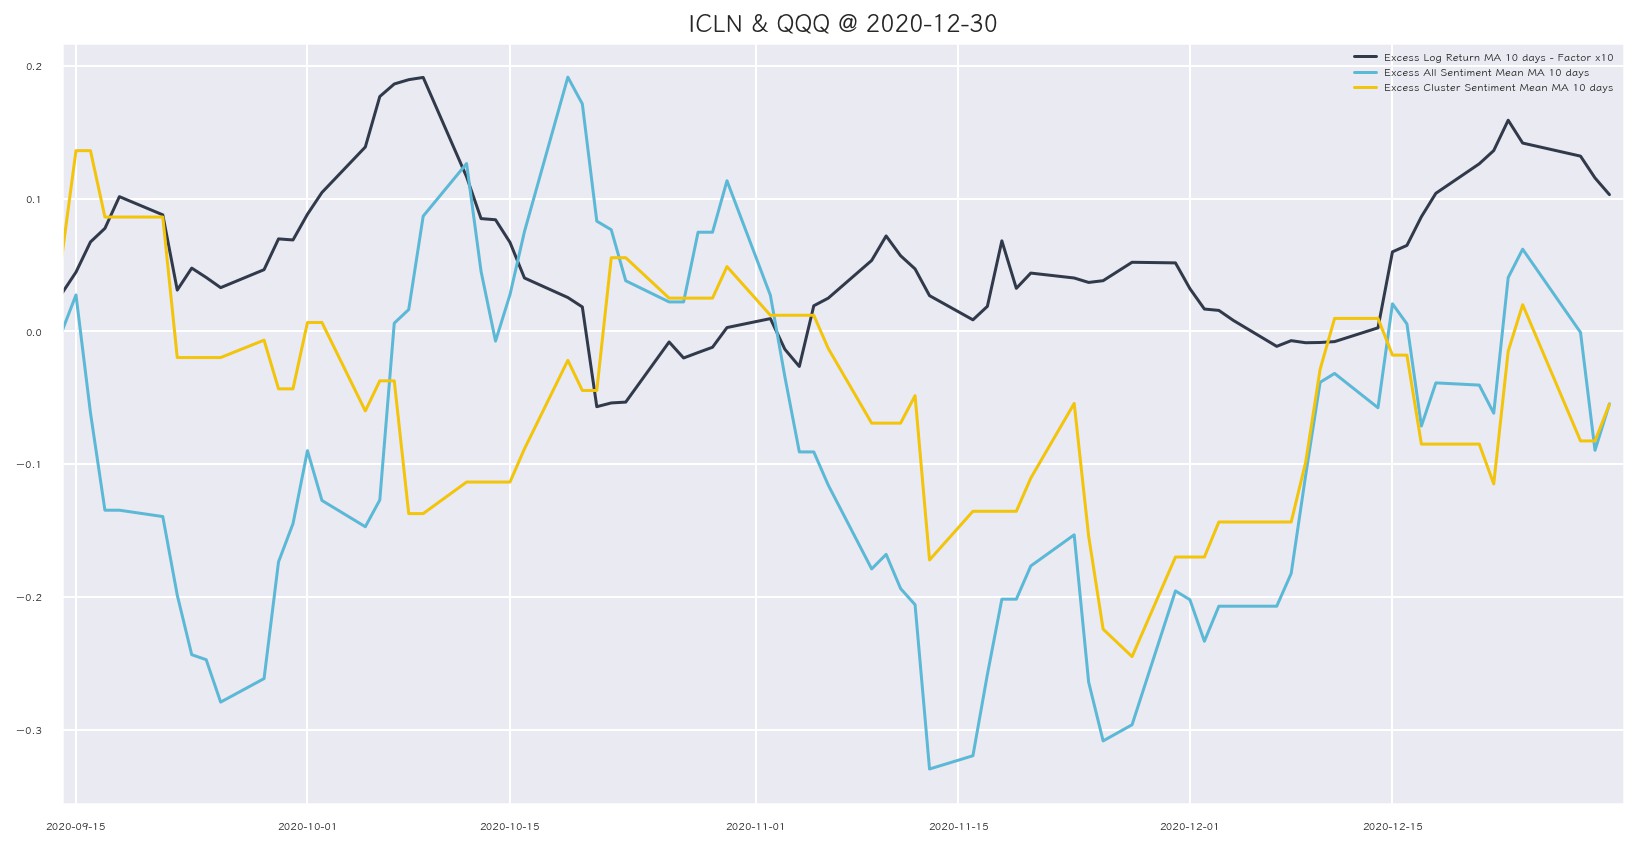 ICLN & QQQ @ 2020-12-30
Excess Log Return MA 10 days - Factor x10
Excess All Sentiment Mean MA 10 days
Excess Cluster Sentiment Mean MA 10 days
0.2
0.1
0.0
−0.1
−0.2
−0.3
2020-09-15 2020-10-01 2020-10-15 2020-11-01 2020-11-15 2020-12-01 2020-12-15